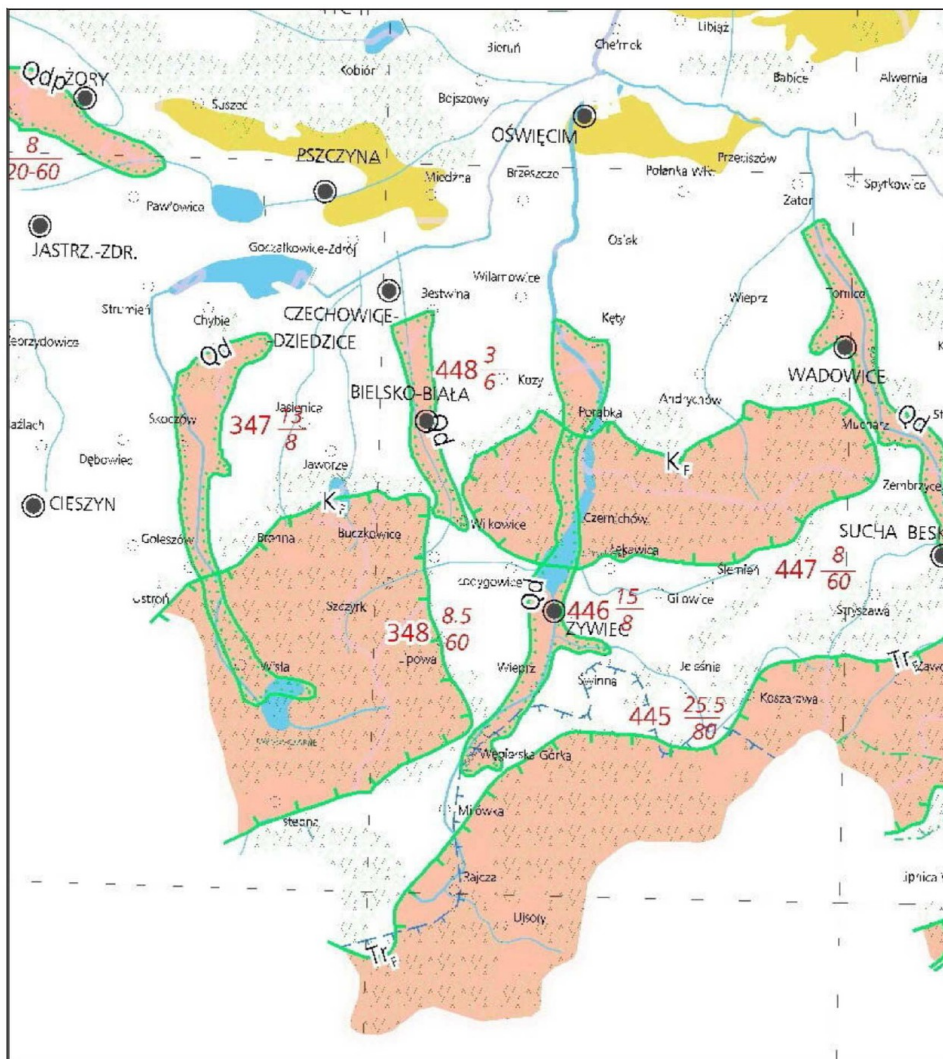 Libiąż
Chełmek
Bieruń
Kobiór
Babice
Alwernia
Qdp
ŻORY
Suszec
Bojszowy
OŚWIĘCIM
8
20-60
PSZCZYNA
Miedźna
Brzeszcze
Polanka Wlk.
Przeciszów
Spytkowice
Pawłowice
Zator
JASTRZ.-ZDR.
Goczałkowice-Zdrój
Osiek
Wilamowice
Strumień
Bestwina
Wieprz
Tomice
Chybie
CZECHOWICE-
-DZIEDZICE
Kęty
Qd
448 3
6
Kozy
WADOWICE
BIELSKO-BIAŁA
Jasienica
Andrychów
Skoczów
347 13
8
Qd
Porąbka
Mucharz
Qd
Dębowiec
Jaworze
K F
Zembrzyce
CIESZYN
K F
Wilkowice
Czernichów
Goleszów
Brenna
Buczkowice
Łękawica
SUCHA BESK
447 8
60
Ślemień
Ustroń
Łodygowice
Qd
Gilowice
Szczyrk
446 15
8
Stryszawa
348 8.5
60
ŻYWIEC
Lipowa
Wisła
Wieprz
Jeleśnia
Tr F
Świnna
Koszarawa
445 25.5
80
Węgierska Górka
Milówka
Istebna
Rajcza
Ujsoły
Tr F